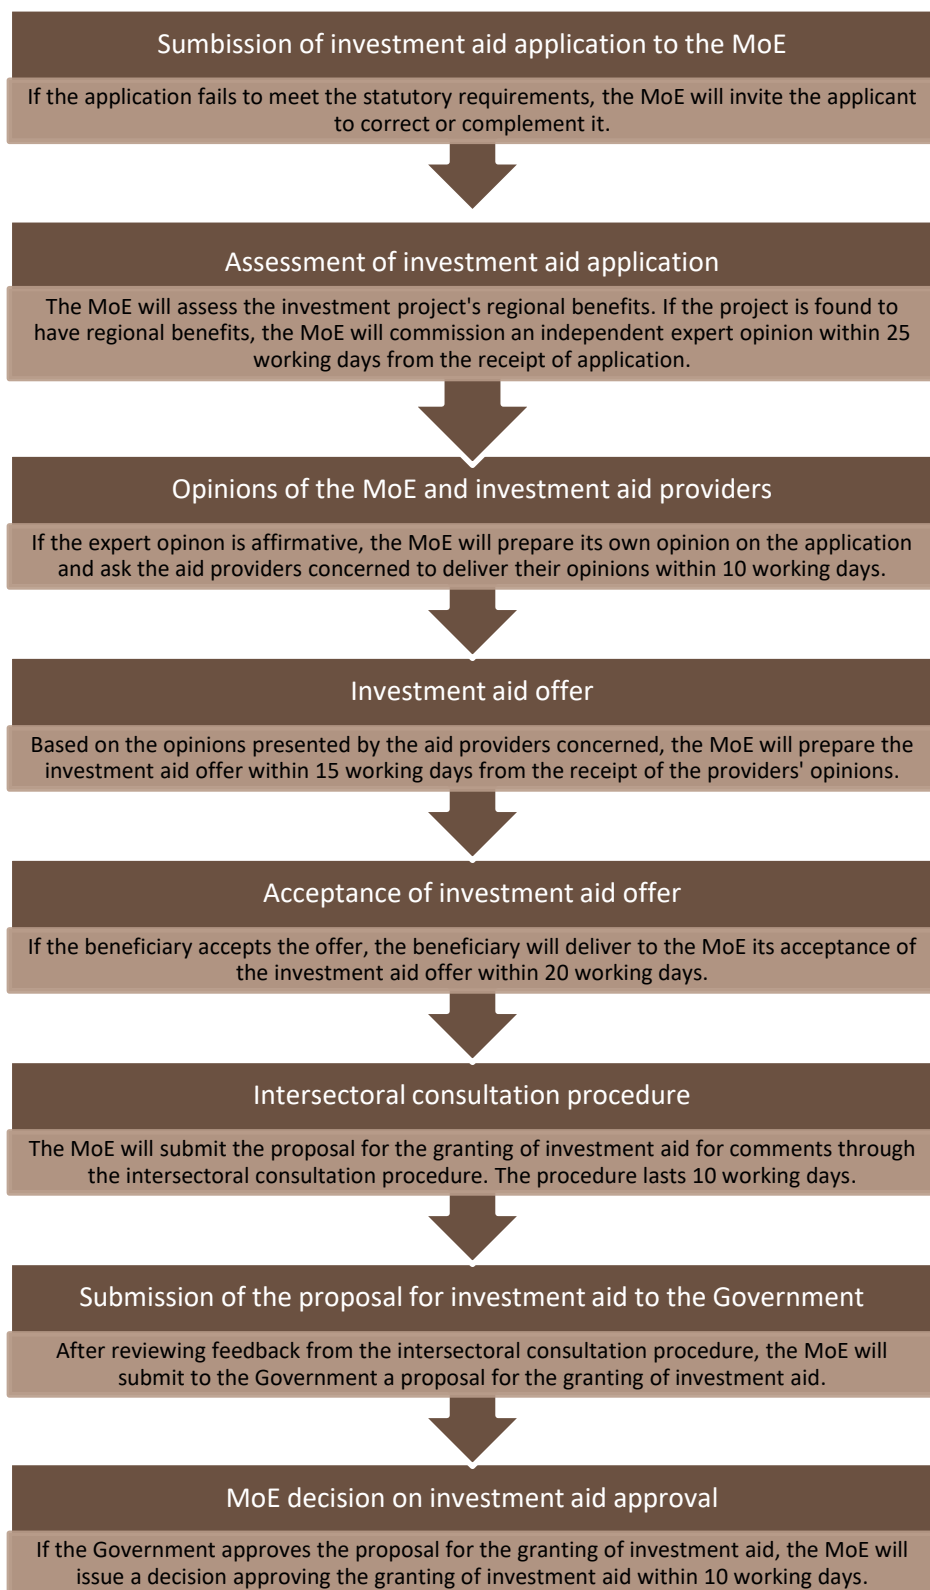 Sumbission of investment aid application to the MoE
If the application fails to meet the statutory requirements, the MoE will invite the applicant
to correct or complement it.
Assessment of investment aid application
The MoE will assess the investment project's regional benefits. If the project is found to
have regional benefits, the MoE will commission an independent expert opinion within 25
working days from the receipt of application.
Opinions of the MoE and investment aid providers
If the expert opinon is affirmative, the MoE will prepare its own opinion on the application
and ask the aid providers concerned to deliver their opinions within 10 working days.
Investment aid offer
Based on the opinions presented by the aid providers concerned, the MoE will prepare the
investment aid offer within 15 working days from the receipt of the providers' opinions.
Acceptance of investment aid offer
If the beneficiary accepts the offer, the beneficiary will deliver to the MoE its acceptance of
the investment aid offer within 20 working days.
Intersectoral consultation procedure
The MoE will submit the proposal for the granting of investment aid for comments through
the intersectoral consultation procedure. The procedure lasts 10 working days.
Submission of the proposal for investment aid to the Government
After reviewing feedback from the intersectoral consultation procedure, the MoE will
submit to the Government a proposal for the granting of investment aid.
MoE decision on investment aid approval
If the Government approves the proposal for the granting of investment aid, the MoE will
issue a decision approving the granting of investment aid within 10 working days.